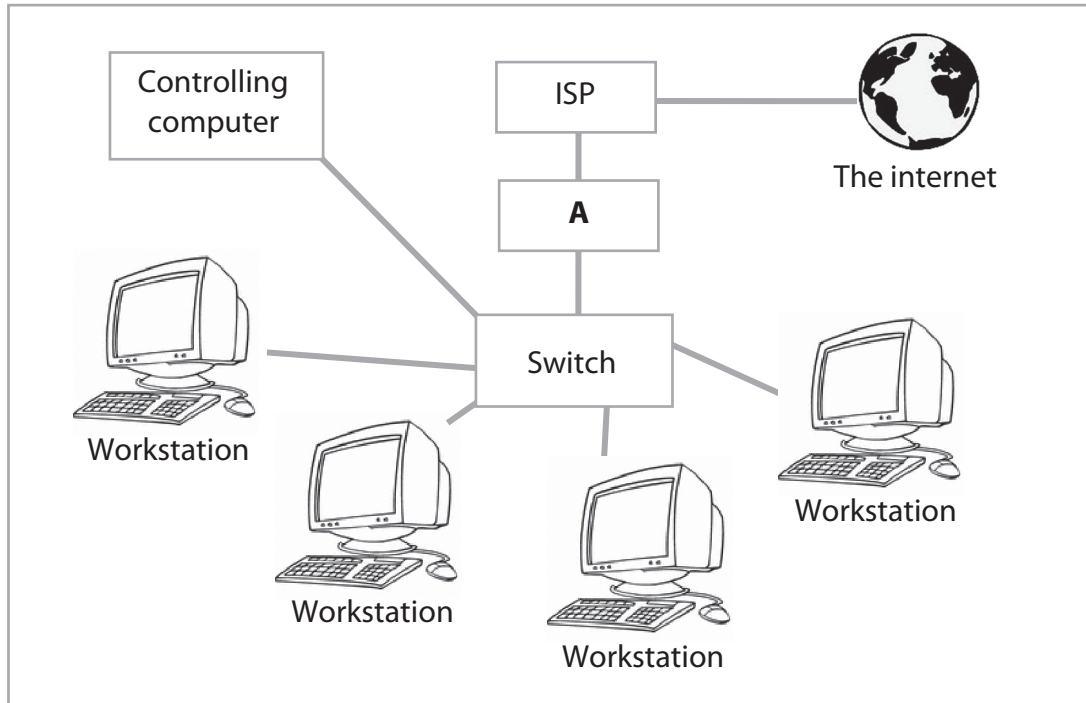 Controlling
computer
ISP
The internet
A
Switch
Workstation
Workstation
Workstation
Workstation